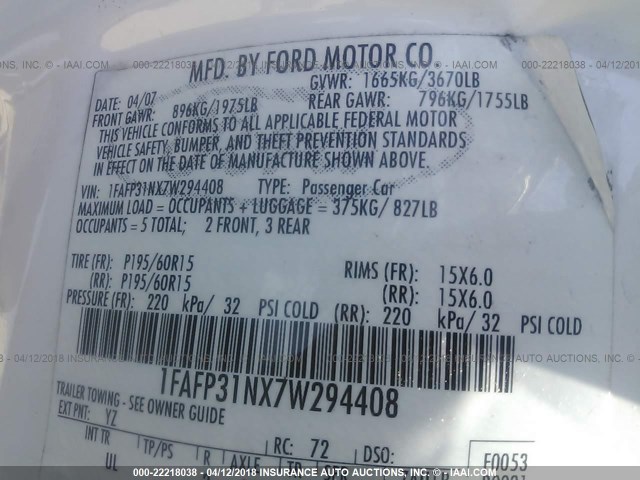 MFD. BY FORD MOTOR CO.
DATE: 04/07 GVWR: 1665KG/3670LB
FRONT GAWR: 896KG/1975LB REAR GAWR: 796KG/1755LB
THIS VEHICLE CONFORMS TO ALL APPLICABLE FEDERAL MOTOR
VEHICLE SAFETY, BUMPER, AND THEFT PREVENTION STANDARDS
IN EFFECT ON THE DATE OF MANUFACTURE SHOWN ABOVE.
VIN: 1FAFP31NX7W294408 TYPE: Passenger Car
MAXIMUM LOAD = OCCUPANTS + LUGGAGE = 375KG/ 827LB
OCCUPANTS = 5 TOTAL; 2 FRONT, 3 REAR
TIRE (FR): P195/60R15 RIMS (FR): 15X6.0
(RR): P195/60R15 (RR): 15X6.0
PRESSURE (FR): 220 kPa/ 32 PSI COLD (RR): 220 kPa/ 32 PSI COLD
1FAFP31NX7W294408
TRAILER TOWING - SEE OWNER GUIDE
EXT PNT: YZ RC: 72 DSO: F0053
INT TR TP/PS R AXLE TR
UL
000-22218038 - 04/12/2018 IAA AUCTIONS, INC. - ©IAAI.COM